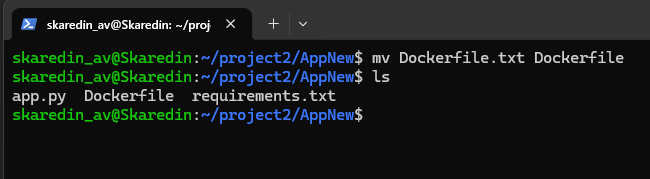 skaredin_av@Skaredin: ~/proj
skaredin_av@Skaredin:~/project2/AppNew$ mv Dockerfile.txt Dockerfile
skaredin_av@Skaredin:~/project2/AppNew$ ls
app.py  Dockerfile  requirements.txt
skaredin_av@Skaredin:~/project2/AppNew$